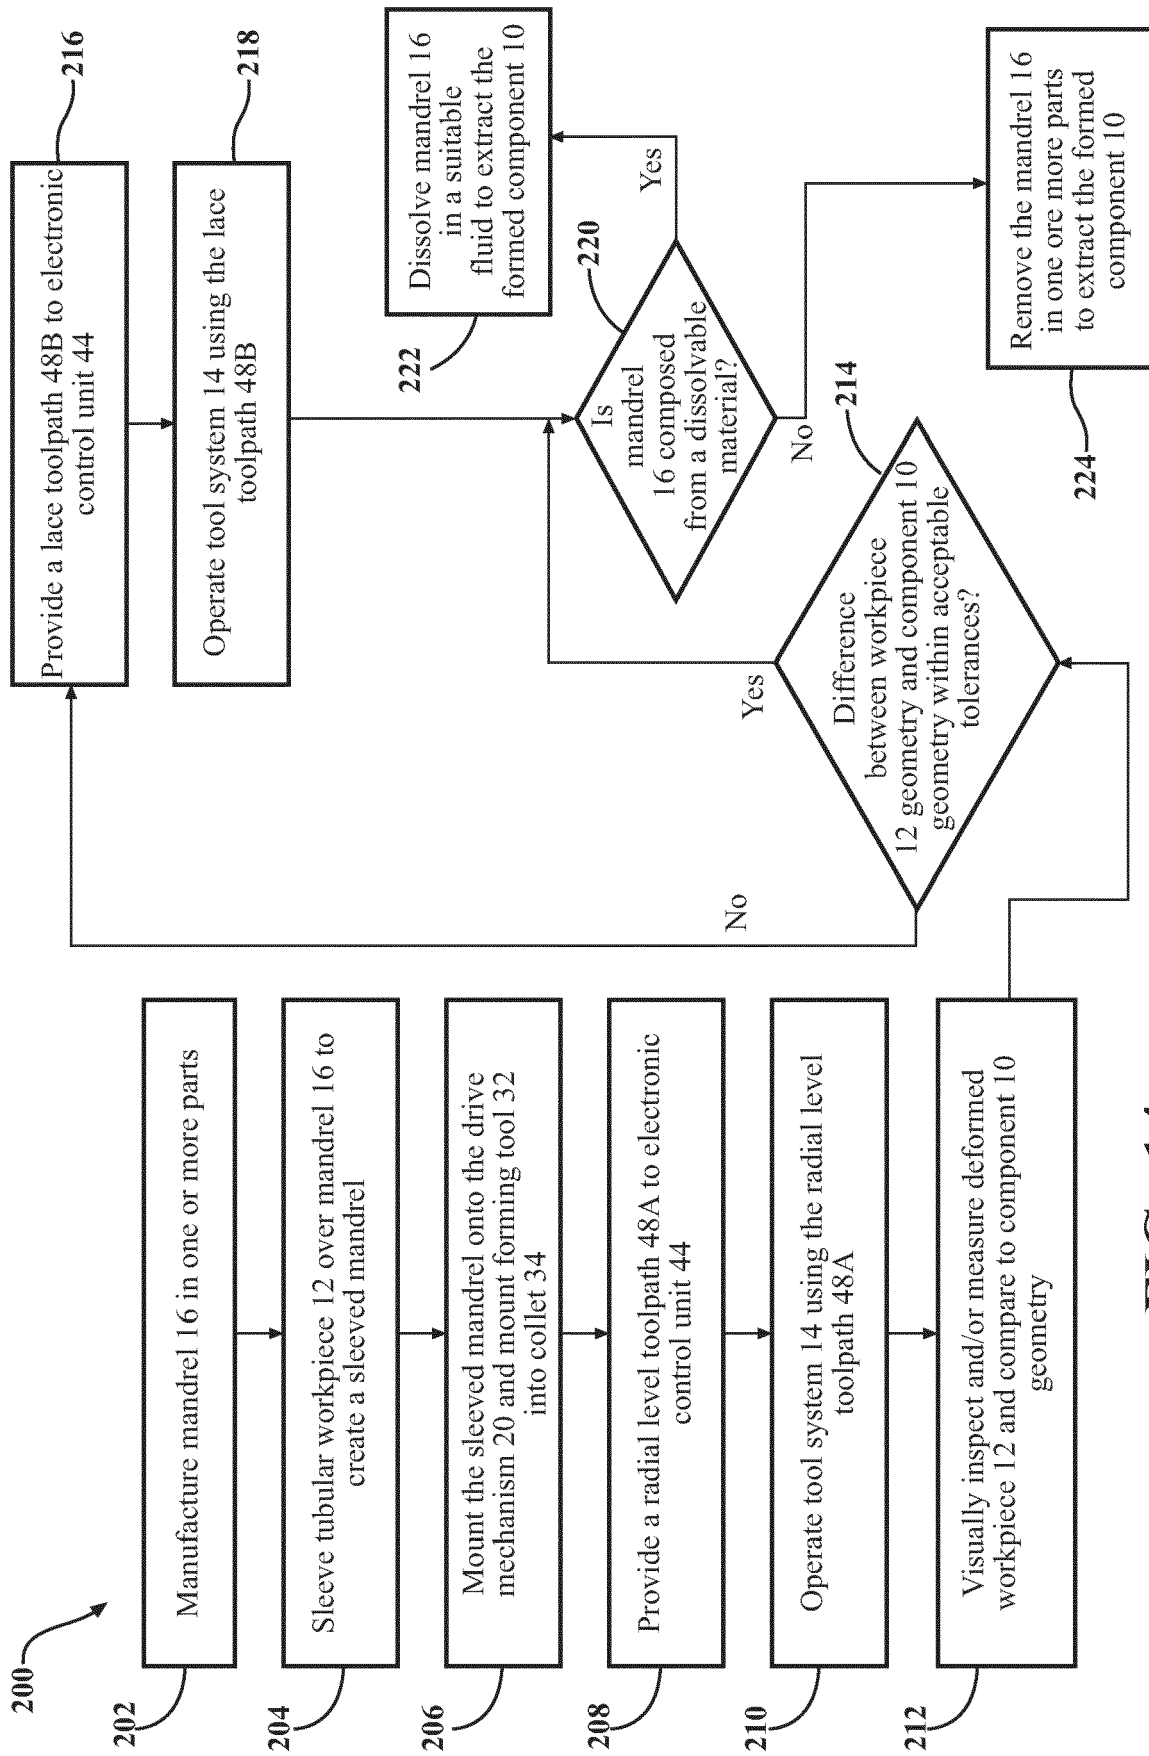 200
202
Manufacture mandrel 16 in one or more parts
204
Sleeve tubular workpiece 12 over mandrel 16 to
create a sleeved mandrel
206
Mount the sleeved mandrel onto the drive
mechanism 20 and mount forming tool 32
into collet 34
208
Provide a radial level toolpath 48A to electronic
control unit 44
210
Operate tool system 14 using the radial level
toolpath 48A
212
Visually inspect and/or measure deformed
workpiece 12 and compare to component 10
geometry
214
Difference
between workpiece
12 geometry and component 10
geometry within acceptable
tolerances?
No
Yes
216
Provide a lace toolpath 48B to electronic
control unit 44
218
Operate tool system 14 using the lace
toolpath 48B
220
Is
mandrel
16 composed
from a dissolvable
material?
Yes
No
222
Dissolve mandrel 16
in a suitable
fluid to extract the
formed component 10
224
Remove the mandrel 16
in one ore more parts
to extract the formed
component 10